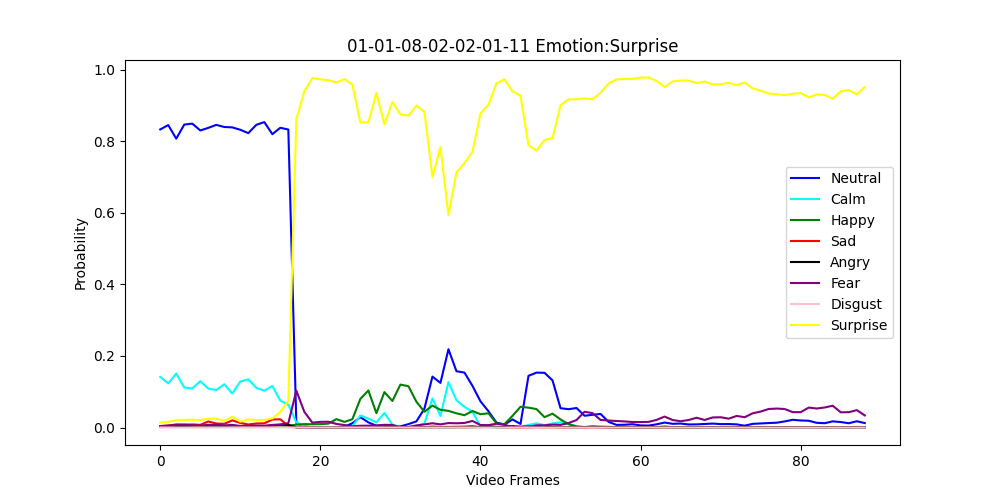 01-01-08-02-02-01-11 Emotion:Surprise
1.0
0.8
0.6
0.4
0.2
0.0
Probability
0
20
40
60
80
Video Frames
Neutral
Calm
Happy
Sad
Angry
Fear
Disgust
Surprise